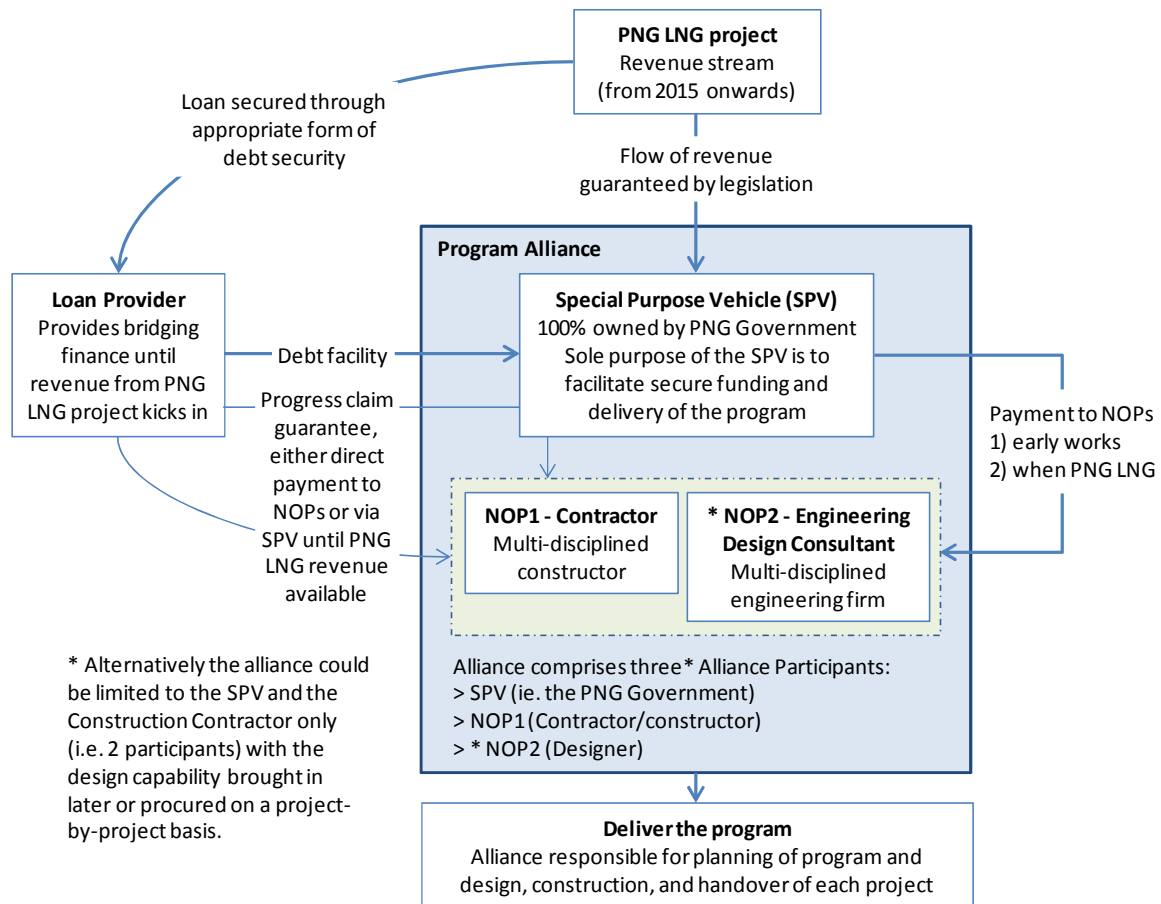 PNG LNG project
Revenue stream
(from 2015 onwards)
Loan secured through
appropriate form of
debt security
Flow of revenue
guaranteed by legislation
Program Alliance
Loan Provider
Provides bridging
finance until
revenue from PNG
LNG project kicks in
Debt facility
Special Purpose Vehicle (SPV)
100% owned by PNG Government
Sole purpose of the SPV is to
facilitate secure funding and
delivery of the program
Progress claim
guarantee,
either direct
payment to
NOPs or via
SPV until PNG
LNG revenue
available
Payment to NOPs
1) early works
2) when PNG LNG
NOP1 - Contractor
Multi-disciplined
constructor
* NOP2 - Engineering
Design Consultant
Multi-disciplined
engineering firm
* Alternatively the alliance could
be limited to the SPV and the
Construction Contractor only
(i.e. 2 participants) with the
design capability brought in
later or procured on a project-
by-project basis.
Alliance comprises three* Alliance Participants:
> SPV (ie. the PNG Government)
> NOP1 (Contractor/constructor)
> * NOP2 (Designer)
Deliver the program
Alliance responsible for planning of program and
design, construction, and handover of each project